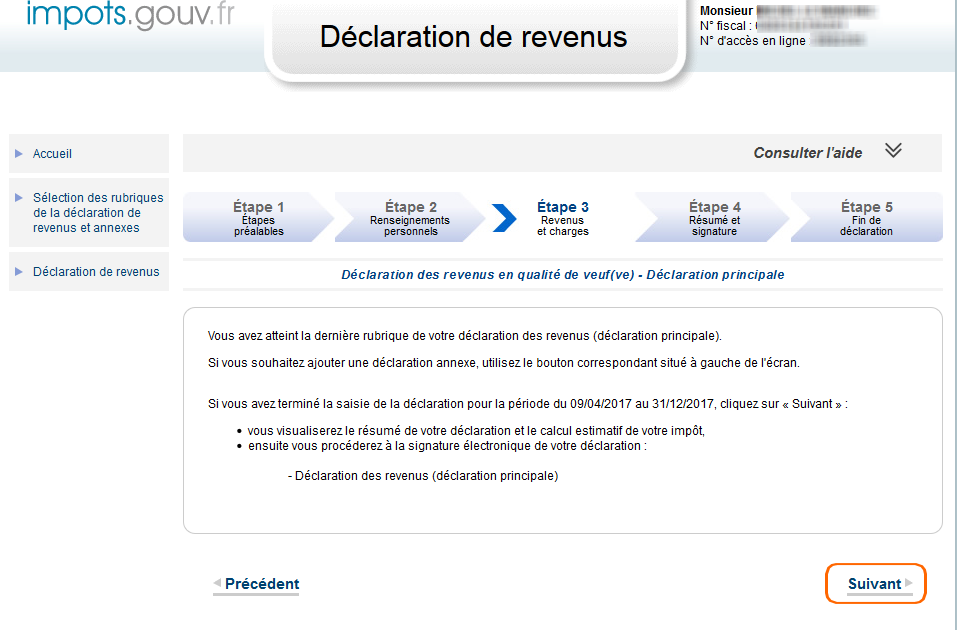 impots.gouv.fr
Déclaration de revenus
Monsieur
N° fiscal :
N° d'accès en ligne
Accueil
Sélection des rubriques
de la déclaration de
revenus et annexes
Déclaration de revenus
Consulter l'aide
Étape 1
Étapes
préalables
Étape 2
Renseignements
personnels
Étape 3
Revenus
et charges
Étape 4
Résumé et
signature
Étape 5
Fin de
déclaration
Déclaration des revenus en qualité de veuf(ve) - Déclaration principale
Vous avez atteint la dernière rubrique de votre déclaration des revenus (déclaration principale).
Si vous souhaitez ajouter une déclaration annexe, utilisez le bouton correspondant situé à gauche de l'écran.
Si vous avez terminé la saisie de la déclaration pour la période du 09/04/2017 au 31/12/2017, cliquez sur « Suivant » :
• vous visualiserez le résumé de votre déclaration et le calcul estimatif de votre impôt,
• ensuite vous procéderez à la signature électronique de votre déclaration :
- Déclaration des revenus (déclaration principale)
Précédent
Suivant